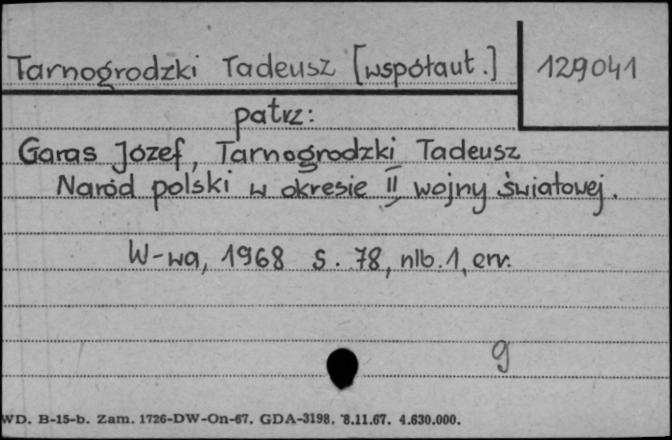 Tarnogrodzki Tadeusz [współaut.]
129041
patrz:
Garas Józef, Tarnogrodzki Tadeusz
Naród polski w okresie II wojny światowej.
W-wa, 1968 s. 78, nlb. 1, err.
9
WD. B-15-b. Zam. 1726-DW-On-67. GDA-3198. 8.11.67. 4.630.000.